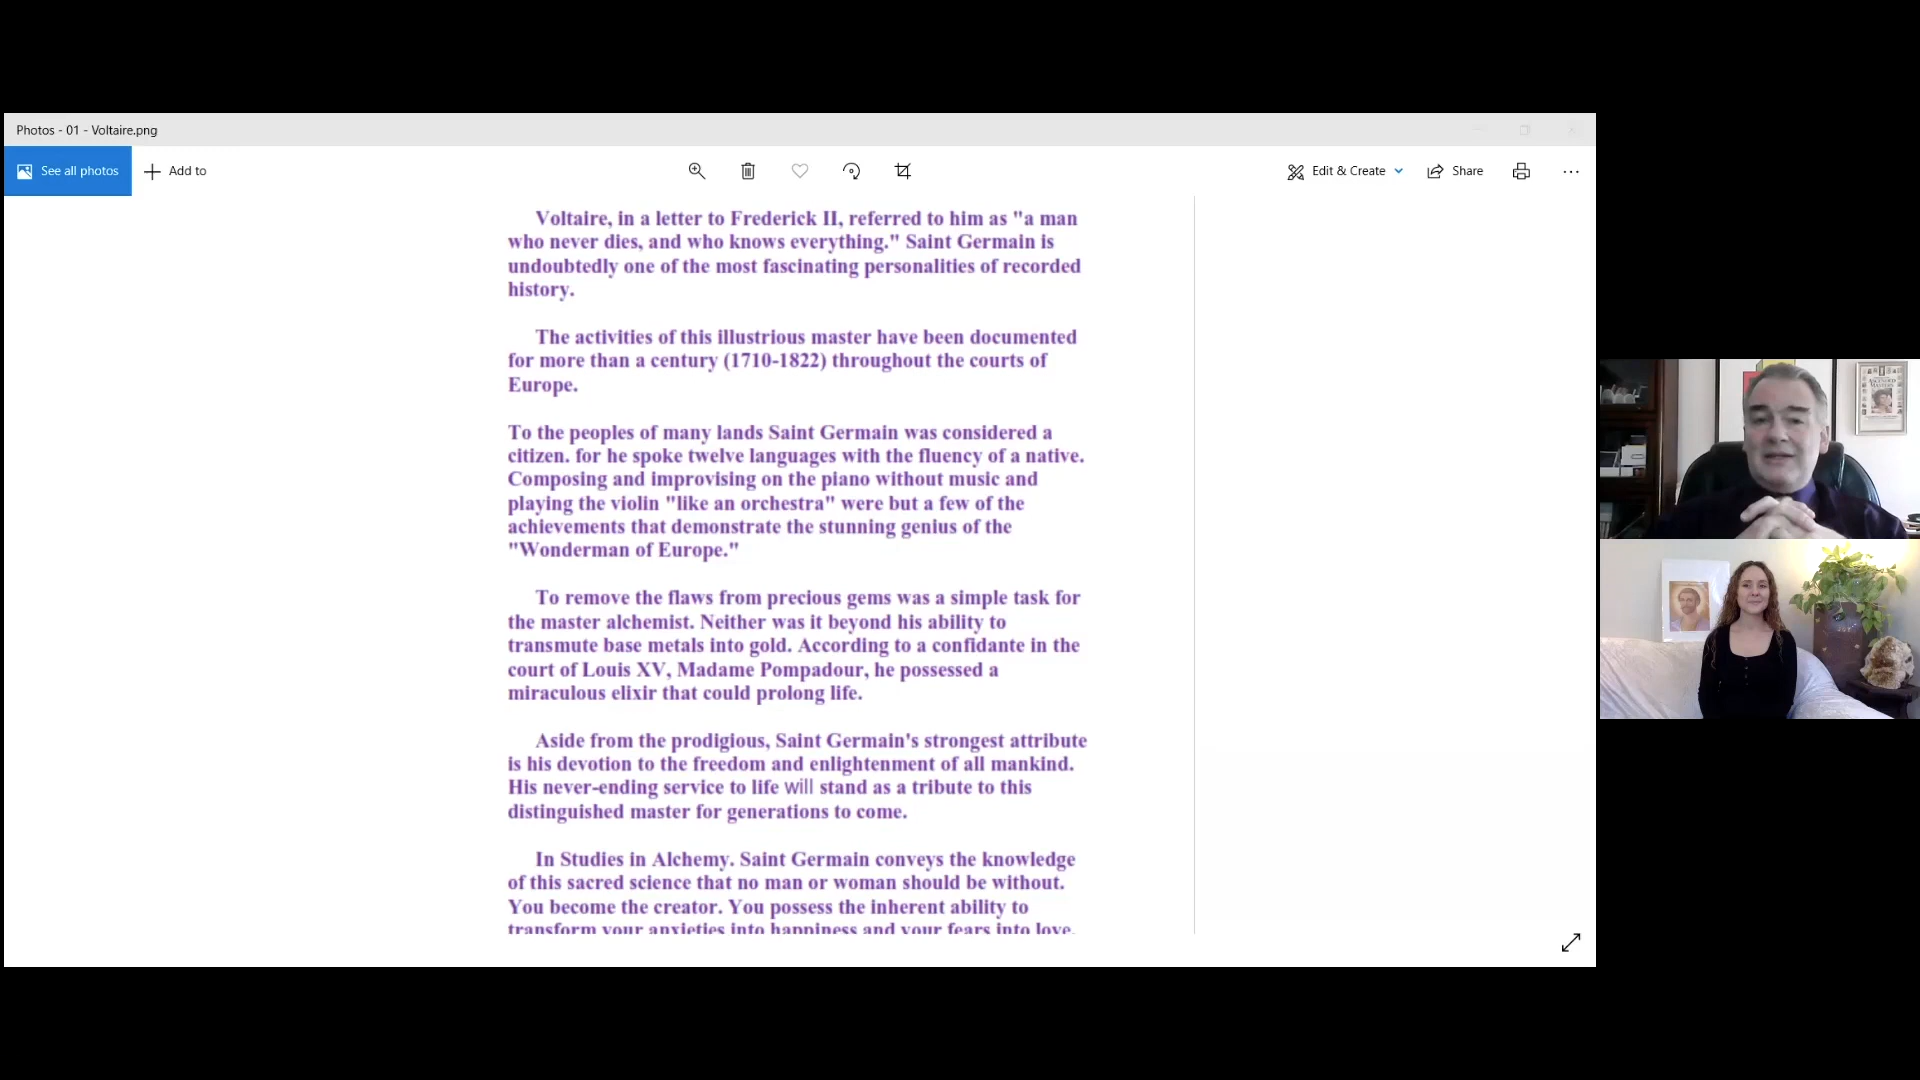 Photos - 01 - Voltaire.png
See all photos
Add to
Edit & Create
Share
Voltaire, in a letter to Frederick II, referred to him as "a man
who never dies, and who knows everything." Saint Germain is
undoubtedly one of the most fascinating personalities of recorded
history.
The activities of this illustrious master have been documented
for more than a century (1710-1822) throughout the courts of
Europe.
To the peoples of many lands Saint Germain was considered a
citizen. for he spoke twelve languages with the fluency of a native.
Composing and improvising on the piano without music and
playing the violin "like an orchestra" were but a few of the
achievements that demonstrate the stunning genius of the
"Wonderman of Europe."
To remove the flaws from precious gems was a simple task for
the master alchemist. Neither was it beyond his ability to
transmute base metals into gold. According to a confidante in the
court of Louis XV, Madame Pompadour, he possessed a
miraculous elixir that could prolong life.
Aside from the prodigious, Saint Germain's strongest attribute
is his devotion to the freedom and enlightenment of all mankind.
His never-ending service to life will stand as a tribute to this
distinguished master for generations to come.
In Studies in Alchemy. Saint Germain conveys the knowledge
of this sacred science that no man or woman should be without.
You become the creator. You possess the inherent ability to
transform your anxieties into happiness and your fears into love.